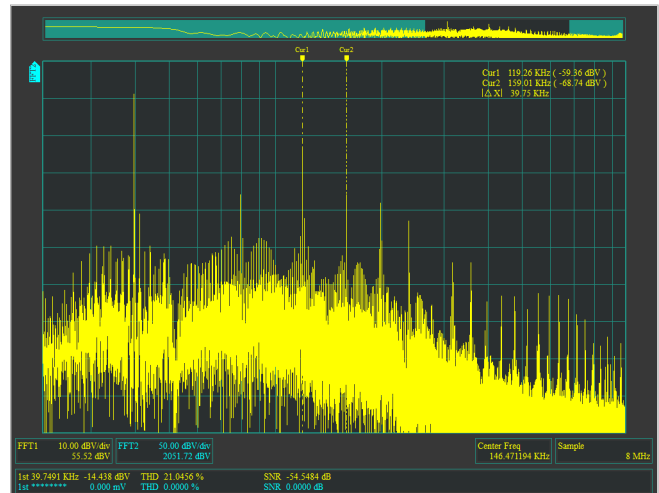 Cur1 Cur2
FFT1
Cur1 119.26 KHz ( -59.36 dBV )
Cur2 159.01 KHz ( -68.74 dBV )
|△ X| 39.75 KHz
FFT1 10.00 dBV/div FFT2 50.00 dBV/div Center Freq Sample
55.52 dBV 2051.72 dBV 146.471194 KHz 8 MHz
1st 39.7491 KHz -14.438 dBV THD 21.0456 % SNR -54.5484 dB
1st ******** 0.000 mV THD 0.0000 % SNR 0.0000 dB